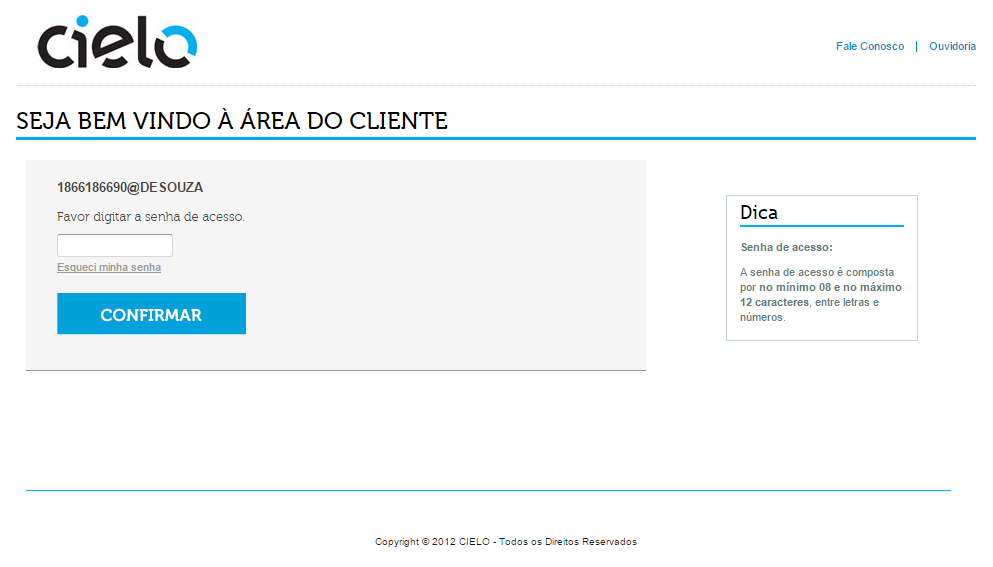 cielo
Fale Conosco | Ouvidoria
SEJA BEM VINDO À ÁREA DO CLIENTE
1866186690@DESOUZA
Favor digitar a senha de acesso.
Esqueci minha senha
CONFIRMAR
Dica
Senha de acesso:
A senha de acesso é composta
por no mínimo 08 e no máximo
12 caracteres, entre letras e
números.
Copyright © 2012 CIELO - Todos os Direitos Reservados